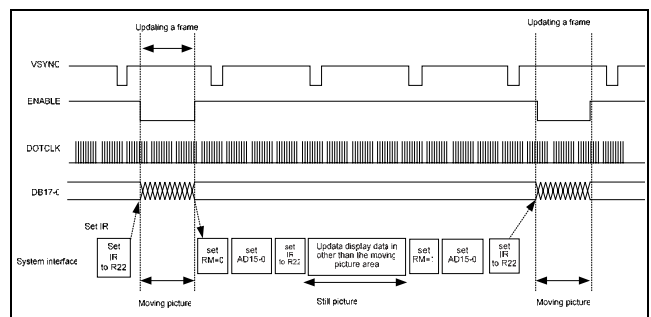 Updaling a frame
Updating a frame
VSYNC
ENABLE
DOTCLK
DB17-0
Set IR
System interface
Set IR to R22
set RM=0
set AD15-0
set IR to R22
Updata display data in other than the moving picture area
set RM=1
set AD15-0
set IR to R22
Moving picture
Still picture
Moving picture